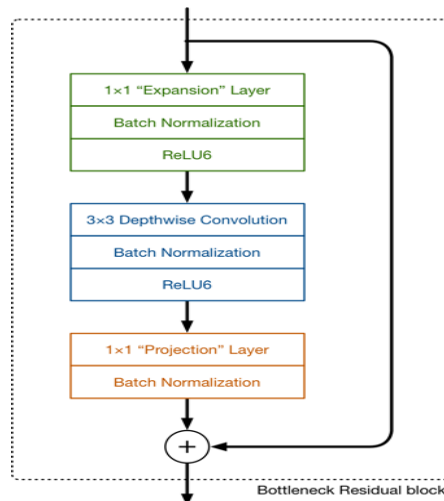 1×1 “Expansion” Layer
Batch Normalization
ReLU6
3×3 Depthwise Convolution
Batch Normalization
ReLU6
1×1 “Projection” Layer
Batch Normalization
+
Bottleneck Residual block